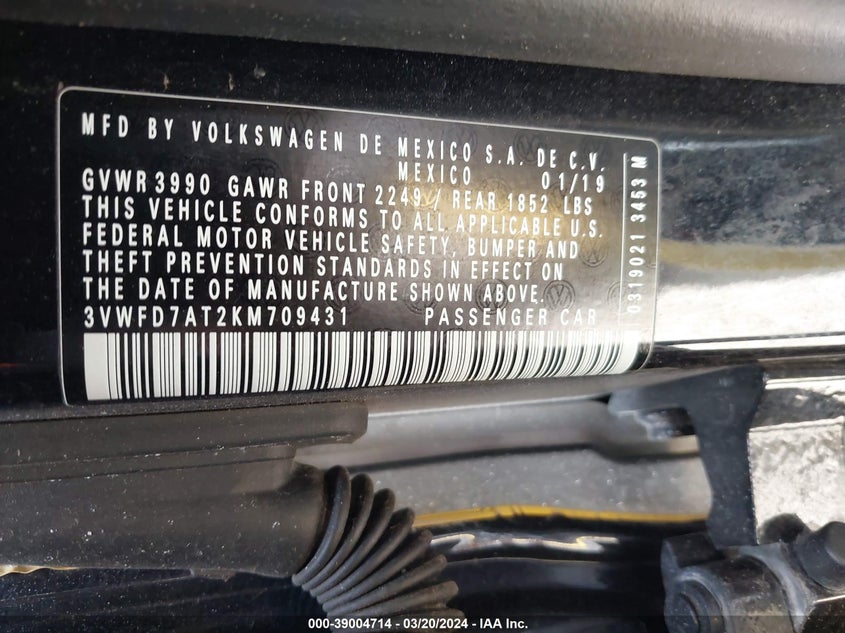 MFD BY VOLKSWAGEN DE MEXICO S.A. DE C.V.
MEXICO 01/19
GVWR 3990 GAWR FRONT 2249 / REAR 1852 LBS
THIS VEHICLE CONFORMS TO ALL APPLICABLE U.S.
FEDERAL MOTOR VEHICLE SAFETY, BUMPER AND
THEFT PREVENTION STANDARDS IN EFFECT ON
THE DATE OF MANUFACTURE SHOWN ABOVE.
3VWFD7AT2KM709431 PASSENGER CAR
0319021 3453 M
000-39004714 - 03/20/2024 - IAA Inc.